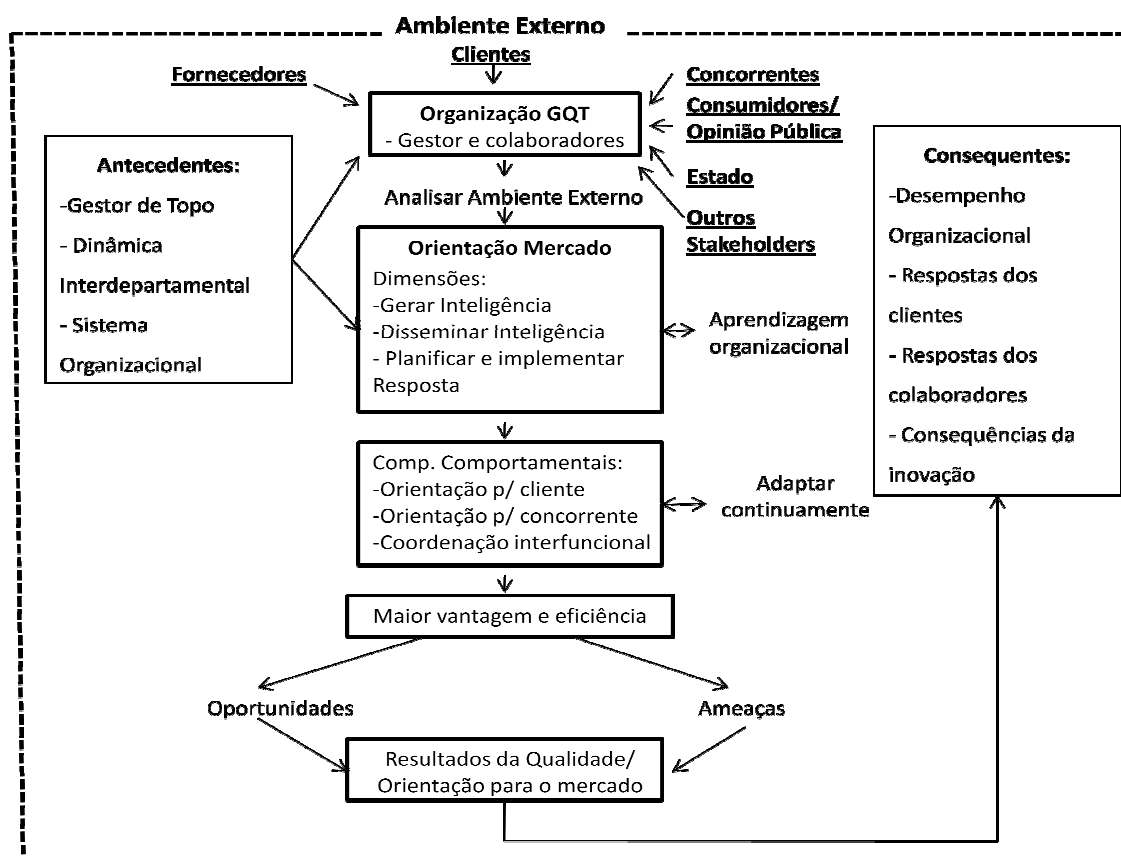 Ambiente Externo
Clientes
Fornecedores
Concorrentes
Consumidores/
Opinião Pública
Estado
Outros
Stakeholders
Organização GQT
- Gestor e colaboradores
Analisar Ambiente Externo
Antecedentes:
-Gestor de Topo
- Dinâmica
Interdepartamental
- Sistema
Organizacional
Orientação Mercado
Dimensões:
-Gerar Inteligência
-Disseminar Inteligência
- Planificar e implementar
Resposta
Aprendizagem
organizacional
Comp. Comportamentais:
-Orientação p/ cliente
-Orientação p/ concorrente
-Coordenação interfuncional
Adaptar
continuamente
Consequentes:
-Desempenho
Organizacional
- Respostas dos
clientes
- Respostas dos
colaboradores
- Consequências da
inovação
Maior vantagem e eficiência
Oportunidades
Ameaças
Resultados da Qualidade/
Orientação para o mercado